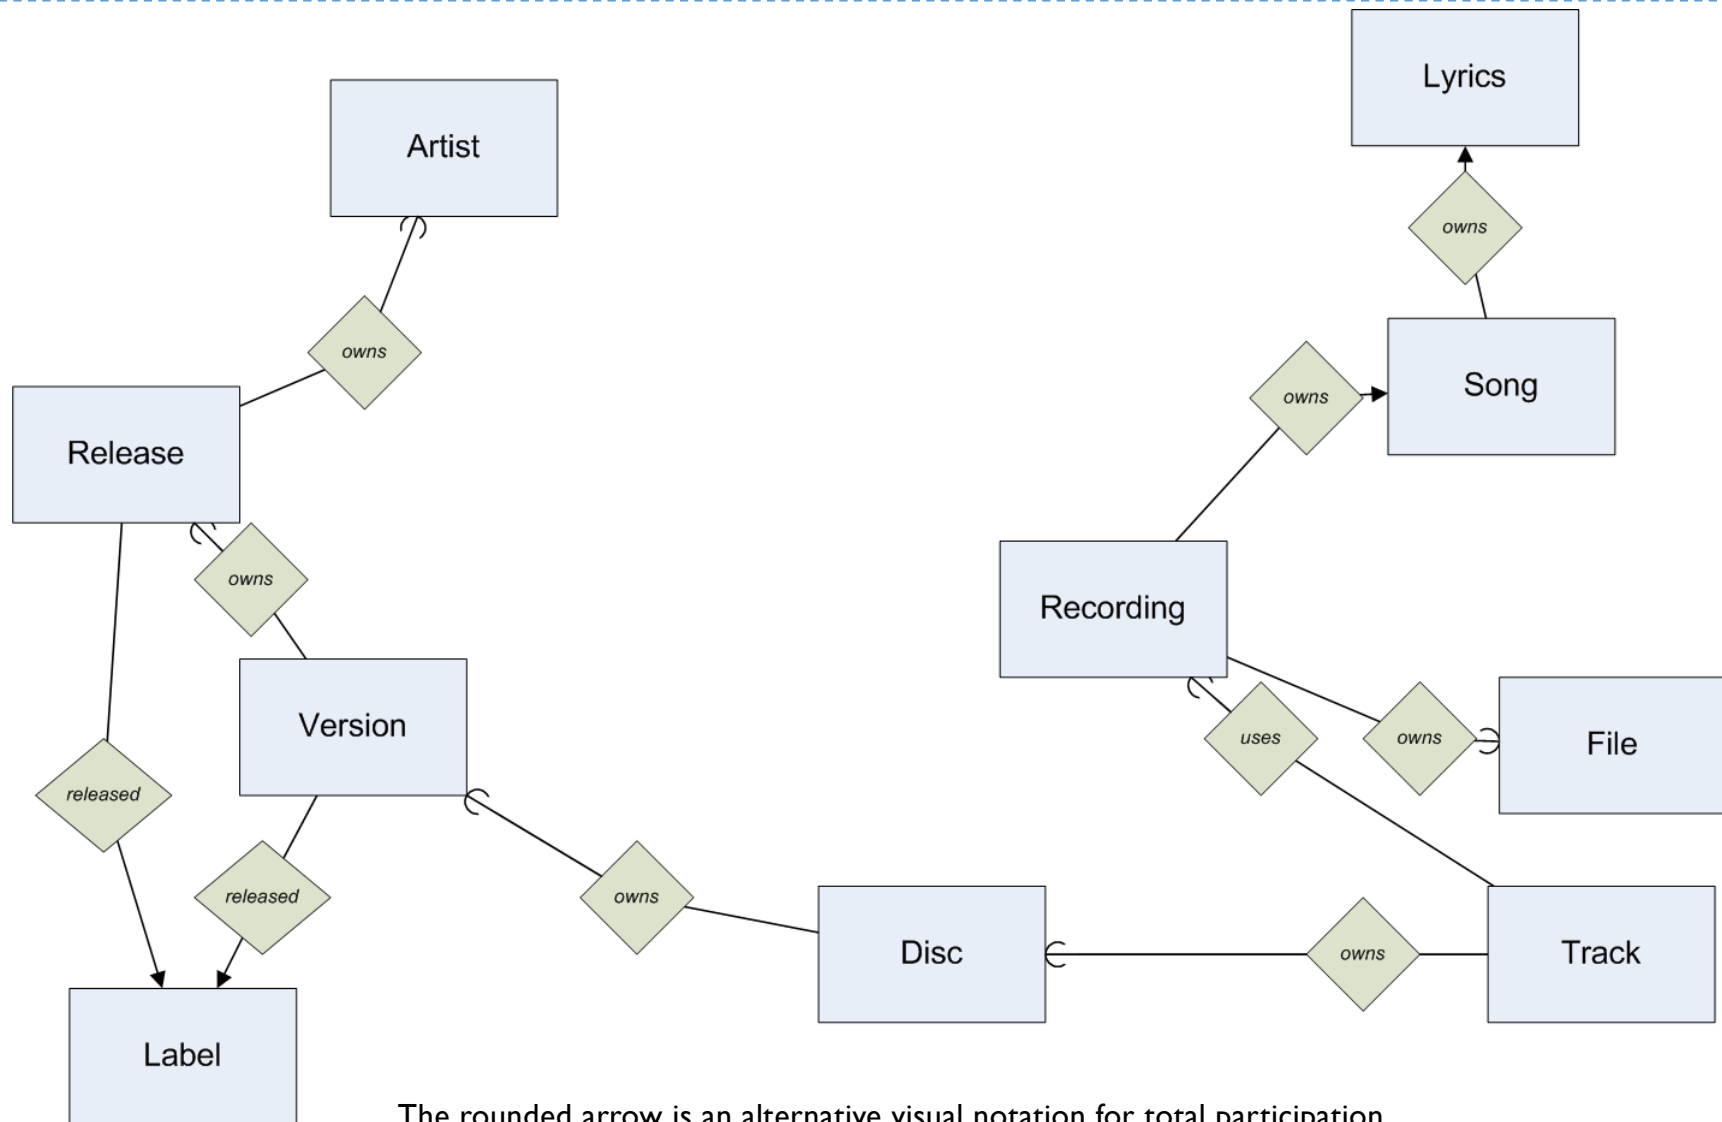 Lyrics
Artist
owns
owns
Song
owns
Release
owns
Recording
Version
uses
owns
File
released
released
owns
Disc
owns
Track
Label
The rounded arrow is an alternative visual notation for total participation